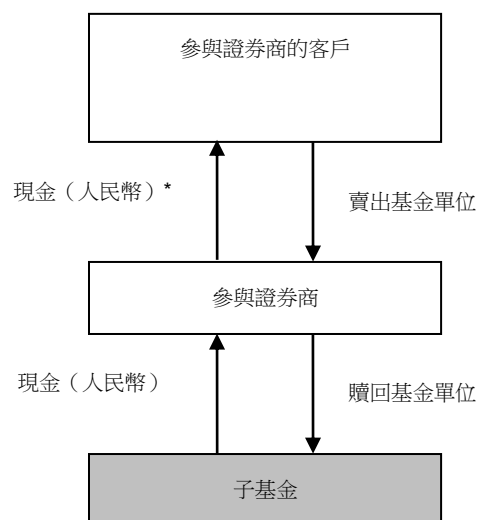 參與證券商的客戶
現金（人民幣）*
賣出基金單位
參與證券商
現金（人民幣）
贖回基金單位
子基金